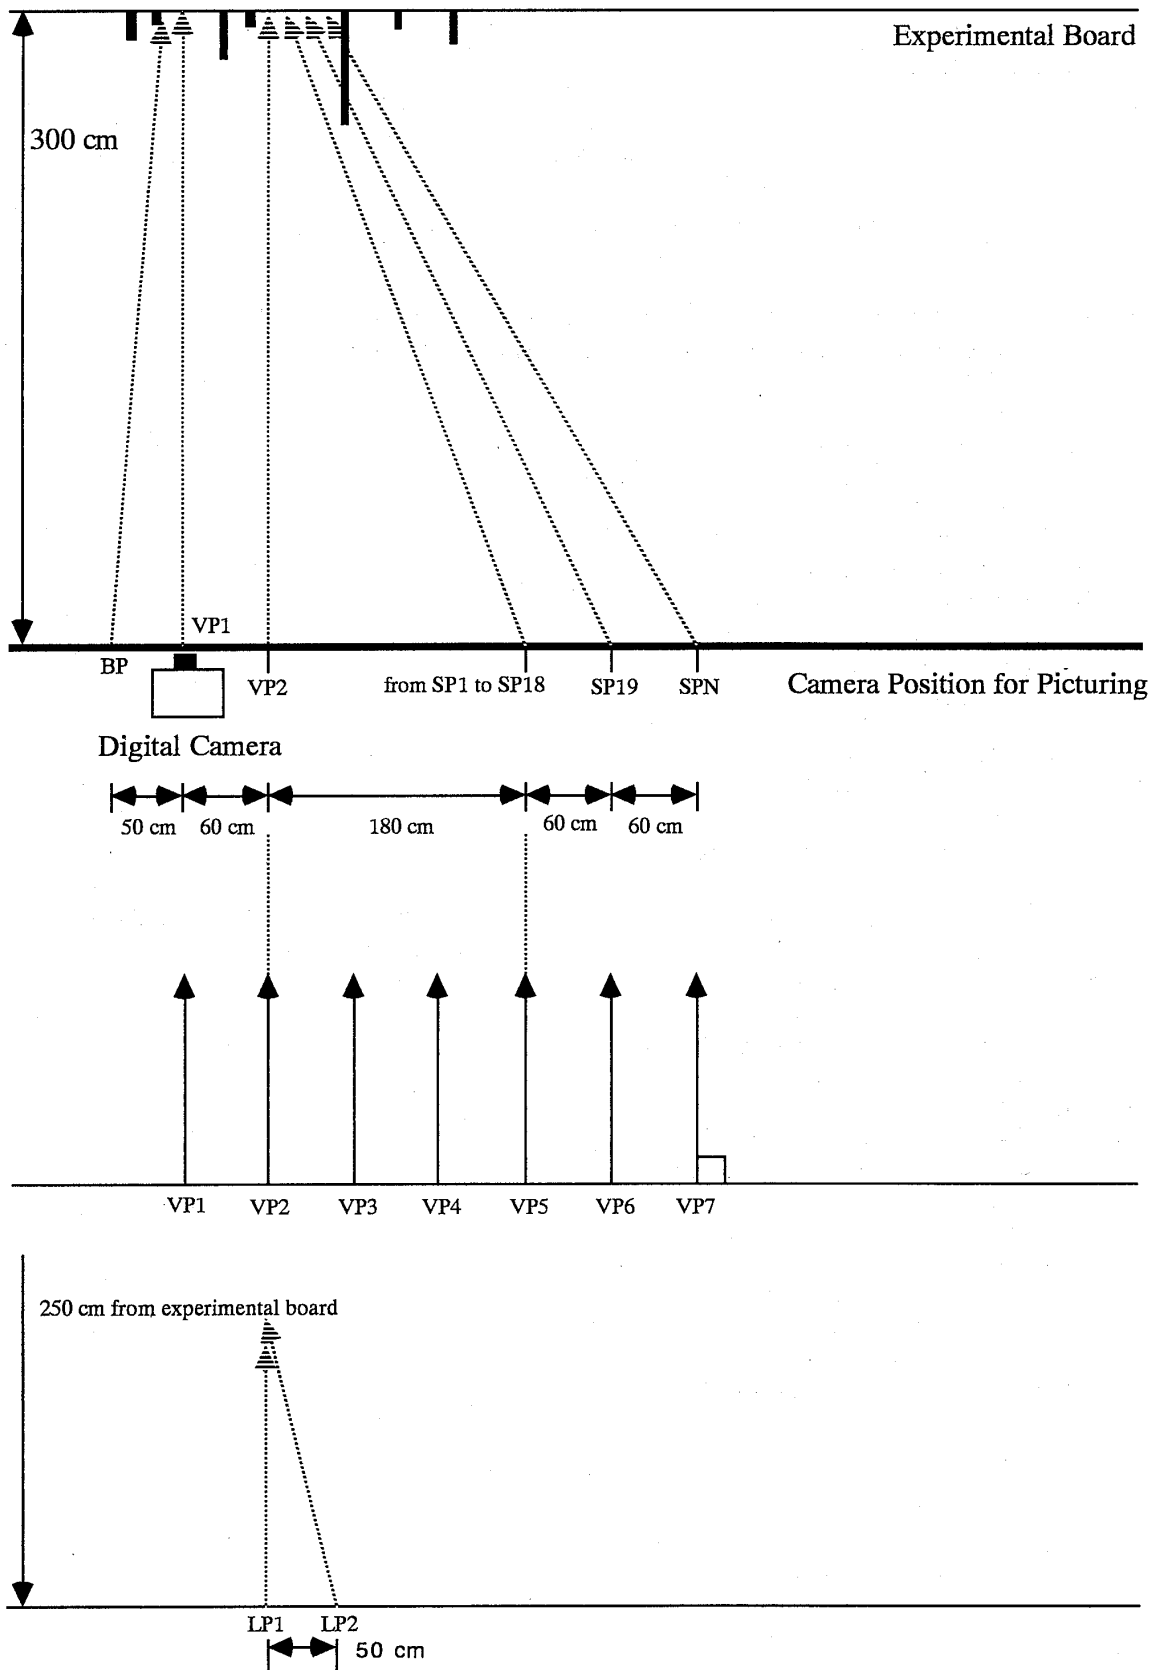 Experimental Board
300 cm
VP1
BP
VP2
from SP1 to SP18
SP19
SPN
Camera Position for Picturing
Digital Camera
50 cm
60 cm
180 cm
60 cm
60 cm
VP1
VP2
VP3
VP4
VP5
VP6
VP7
250 cm from experimental board
LP1
LP2
50 cm